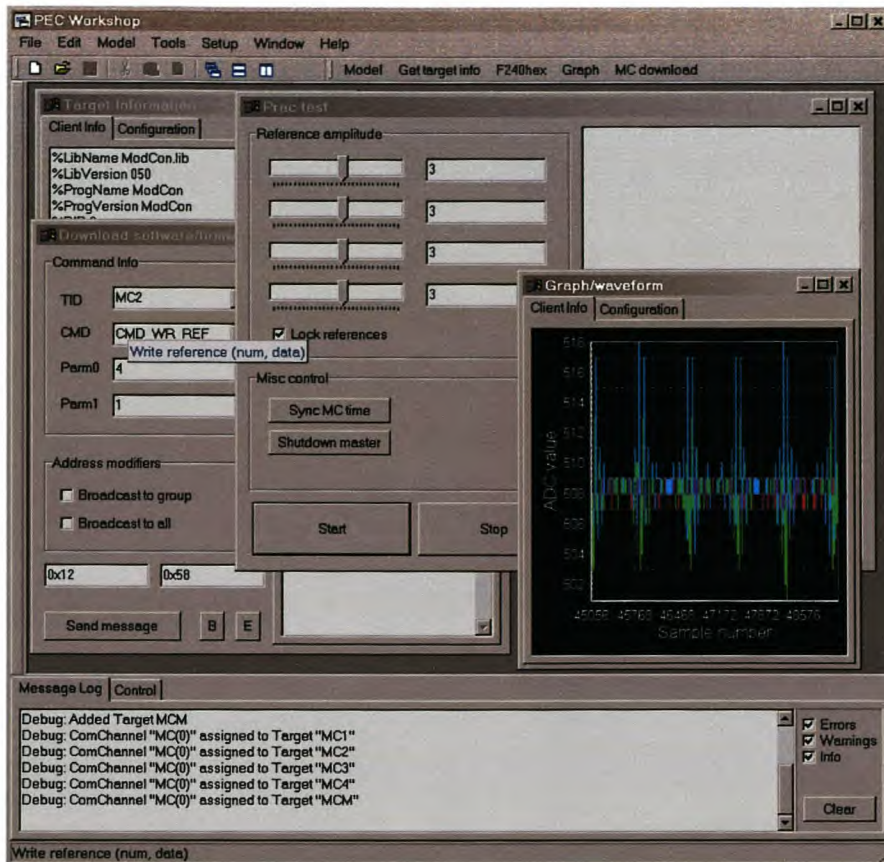 PEC Workshop
File Edit Model Tools Setup Window Help
Model Get target info F240hex Graph MC download
Target Information
Client Info Configuration
%LibName ModCon.lib
%LibVersion 050
%ProgName ModCon
%ProgVersion ModCon
Prac test
Reference amplitude
3
3
3
3
Lock references
Misc control
Sync MC time
Shutdown master
Start Stop
Download software/
Command Info
TID MC2
CMD CMD_WR_REF
Write reference (num, data)
Parm0 4
Parm1 1
Address modifiers
Broadcast to group
Broadcast to all
0x12 0x58
Send message B E
Graph/waveform
Client Info Configuration
ADC value
510
508
506
504
502
Sample number
Message Log Control
Debug: Added Target MCM
Debug: ComChannel "MC(0)" assigned to Target "MC1"
Debug: ComChannel "MC(0)" assigned to Target "MC2"
Debug: ComChannel "MC(0)" assigned to Target "MC3"
Debug: ComChannel "MC(0)" assigned to Target "MC4"
Debug: ComChannel "MC(0)" assigned to Target "MCM"
Errors
Warnings
Info
Clear
Write reference (num, data)